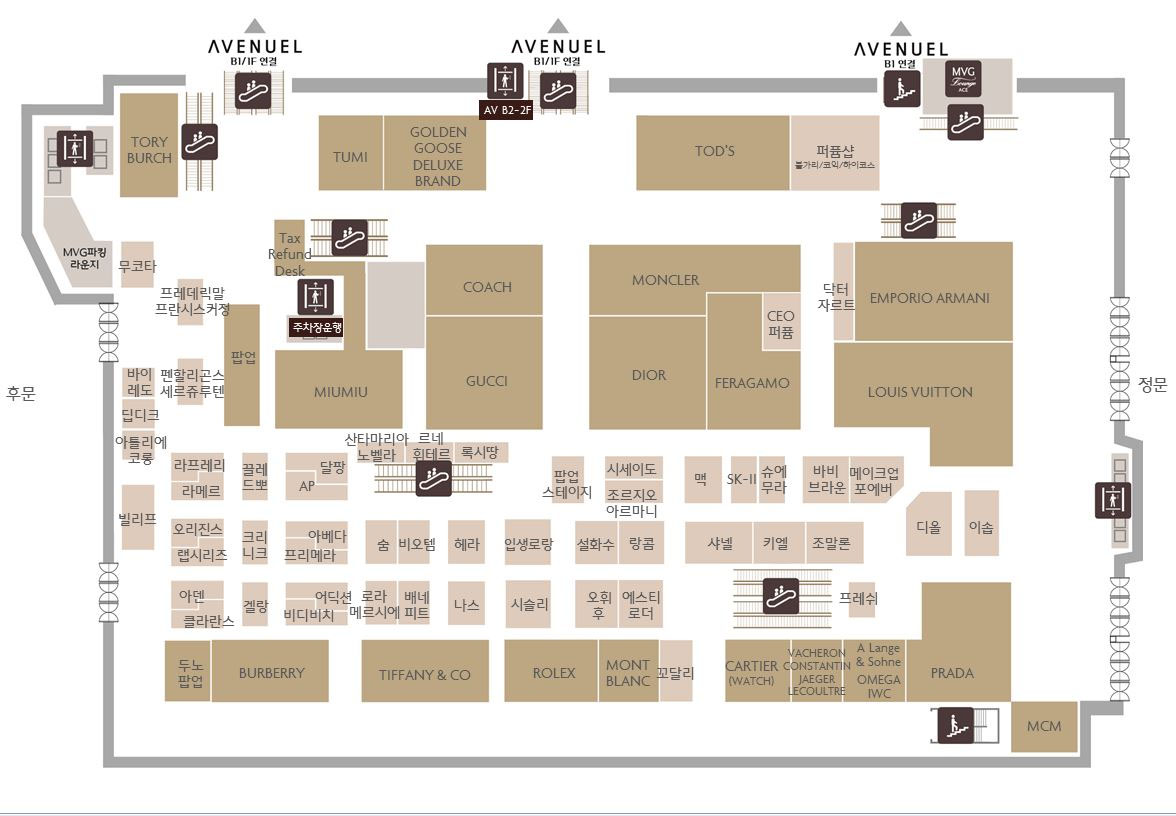 AVENUEL
B1/1F 연결
AVENUEL
B1/1F 연결
AVENUEL
B1 연결
AV B2-2F
MVG
Lounge
ACE
TORY
BURCH
TUMI
GOLDEN
GOOSE
DELUXE
BRAND
TOD'S
퍼퓸샵
불가리/코익/하이코스
MVG파킹
라운지
무코타
Tax
Refund
Desk
주차장운행
COACH
MONCLER
CEO
퍼퓸
닥터
자르트
EMPORIO ARMANI
프레데릭말
프란시스커정
팝업
MIUMIU
GUCCI
DIOR
FERAGAMO
LOUIS VUITTON
후문
정문
바이
레도
펜할리곤스
세르쥬루텐
딥디크
아틀리에
코롱
산타마리아
노벨라
르네
휘테르
록시땅
라프레리
라메르
끌레
드뽀
달팡
AP
팝업
스테이지
시세이도
조르지오
아르마니
맥
SK-II
슈에
무라
바비
브라운
메이크업
포에버
빌리프
오리진스
랩시리즈
크리
니크
아베다
프리메라
숨
비오템
헤라
입생로랑
설화수
랑콤
샤넬
키엘
조말론
디올
이솝
아덴
클라란스
겔랑
어딕션
비디비치
로라
메르시에
베네
피트
나스
시슬리
오휘
후
에스티
로더
프레쉬
두노
팝업
BURBERRY
TIFFANY & CO
ROLEX
MONT
BLANC
꼬달리
CARTIER
(WATCH)
VACHERON
CONSTANTIN
JAEGER
LECOULTRE
A Lange
& Sohne
OMEGA
IWC
PRADA
MCM